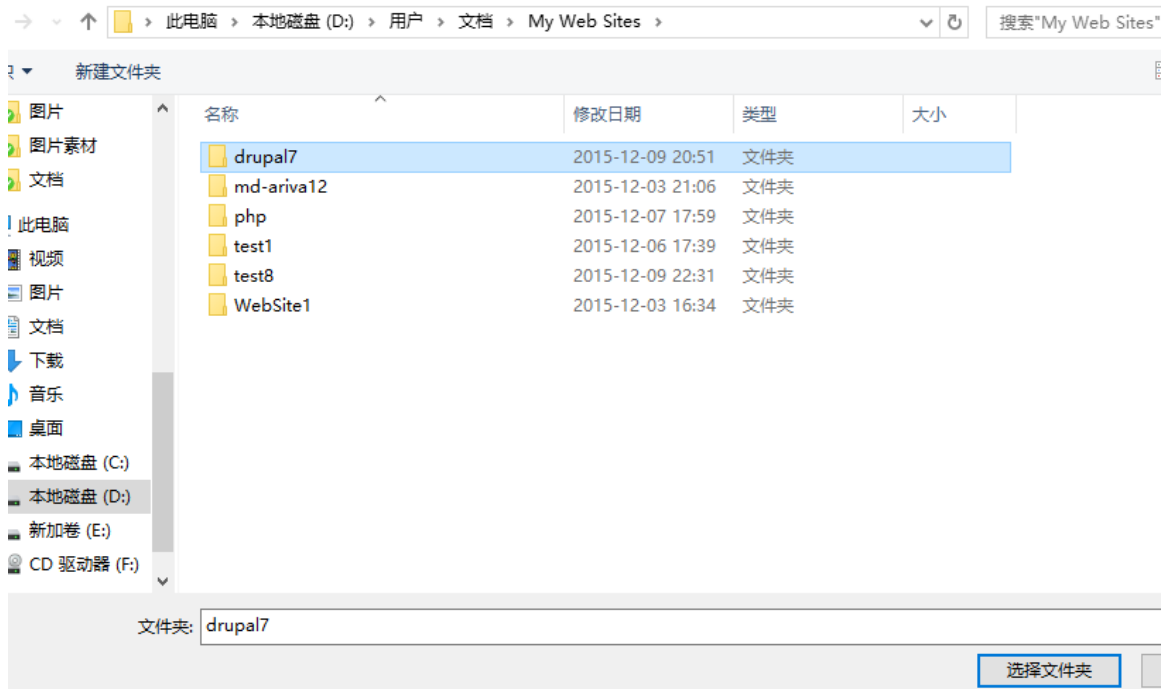 此电脑 本地磁盘 (D:) 用户 文档 My Web Sites 搜索"My Web Sites"
新建文件夹
图片
图片素材
文档
此电脑
视频
图片
文档
下载
音乐
桌面
本地磁盘 (C:)
本地磁盘 (D:)
新加卷 (E:)
CD 驱动器 (F:)
名称 修改日期 类型 大小
drupal7 2015-12-09 20:51 文件夹
md-ariva12 2015-12-03 21:06 文件夹
php 2015-12-07 17:59 文件夹
test1 2015-12-06 17:39 文件夹
test8 2015-12-09 22:31 文件夹
WebSite1 2015-12-03 16:34 文件夹
文件夹: drupal7
选择文件夹